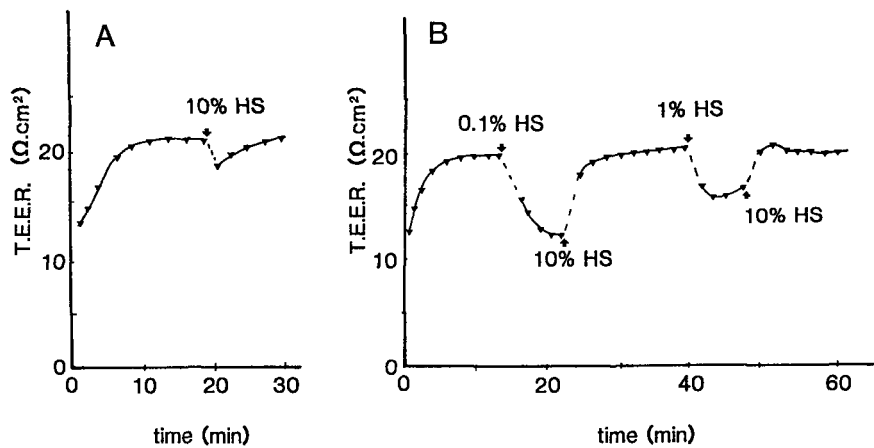 A
T.E.E.R. (Ω.cm²)
20
10
0
10% HS
0 10 20 30
time (min)
B
T.E.E.R. (Ω.cm²)
20
10
0
0.1% HS
10% HS
1% HS
10% HS
0 20 40 50 60
time (min)